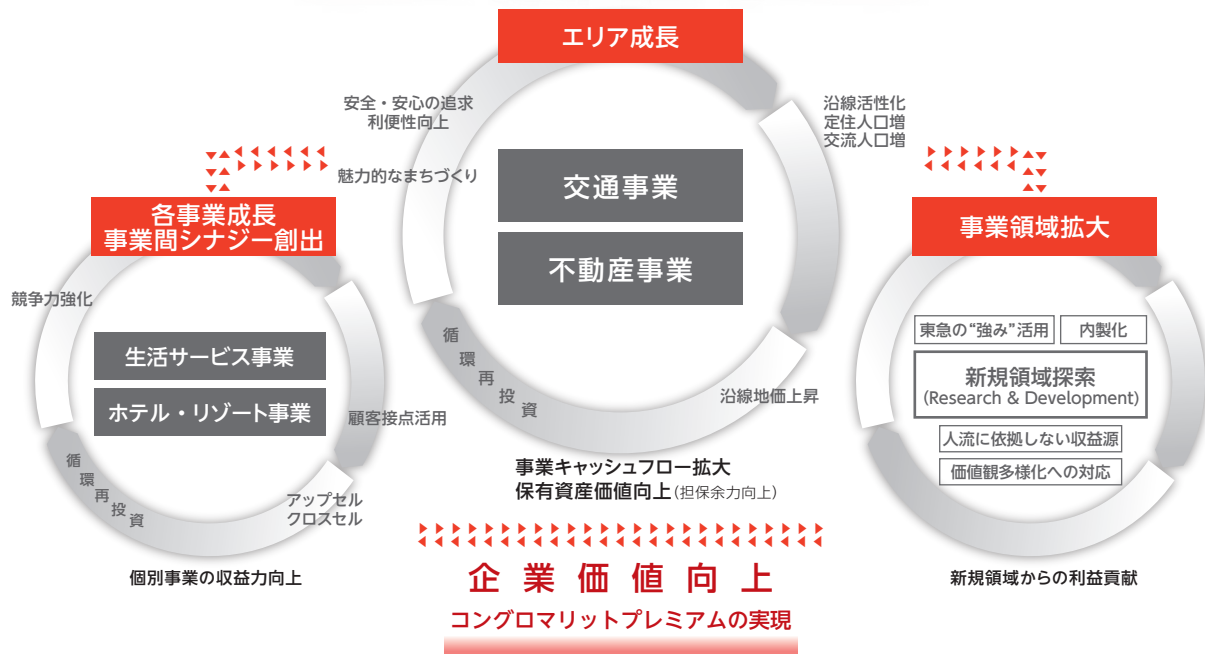 エリア成長
安全・安心の追求
利便性向上
魅力的なまちづくり
沿線活性化
定住人口増
交流人口増
交通事業
不動産事業
循環再投資
沿線地価上昇
事業キャッシュフロー拡大
保有資産価値向上(担保余力向上)
各事業成長
事業間シナジー創出
競争力強化
生活サービス事業
ホテル・リゾート事業
顧客接点活用
循環再投資
アップセル
クロスセル
個別事業の収益力向上
事業領域拡大
東急の“強み”活用
内製化
新規領域探索
(Research & Development)
人流に依拠しない収益源
価値観多様化への対応
新規領域からの利益貢献
企業価値向上
コングロマリットプレミアムの実現